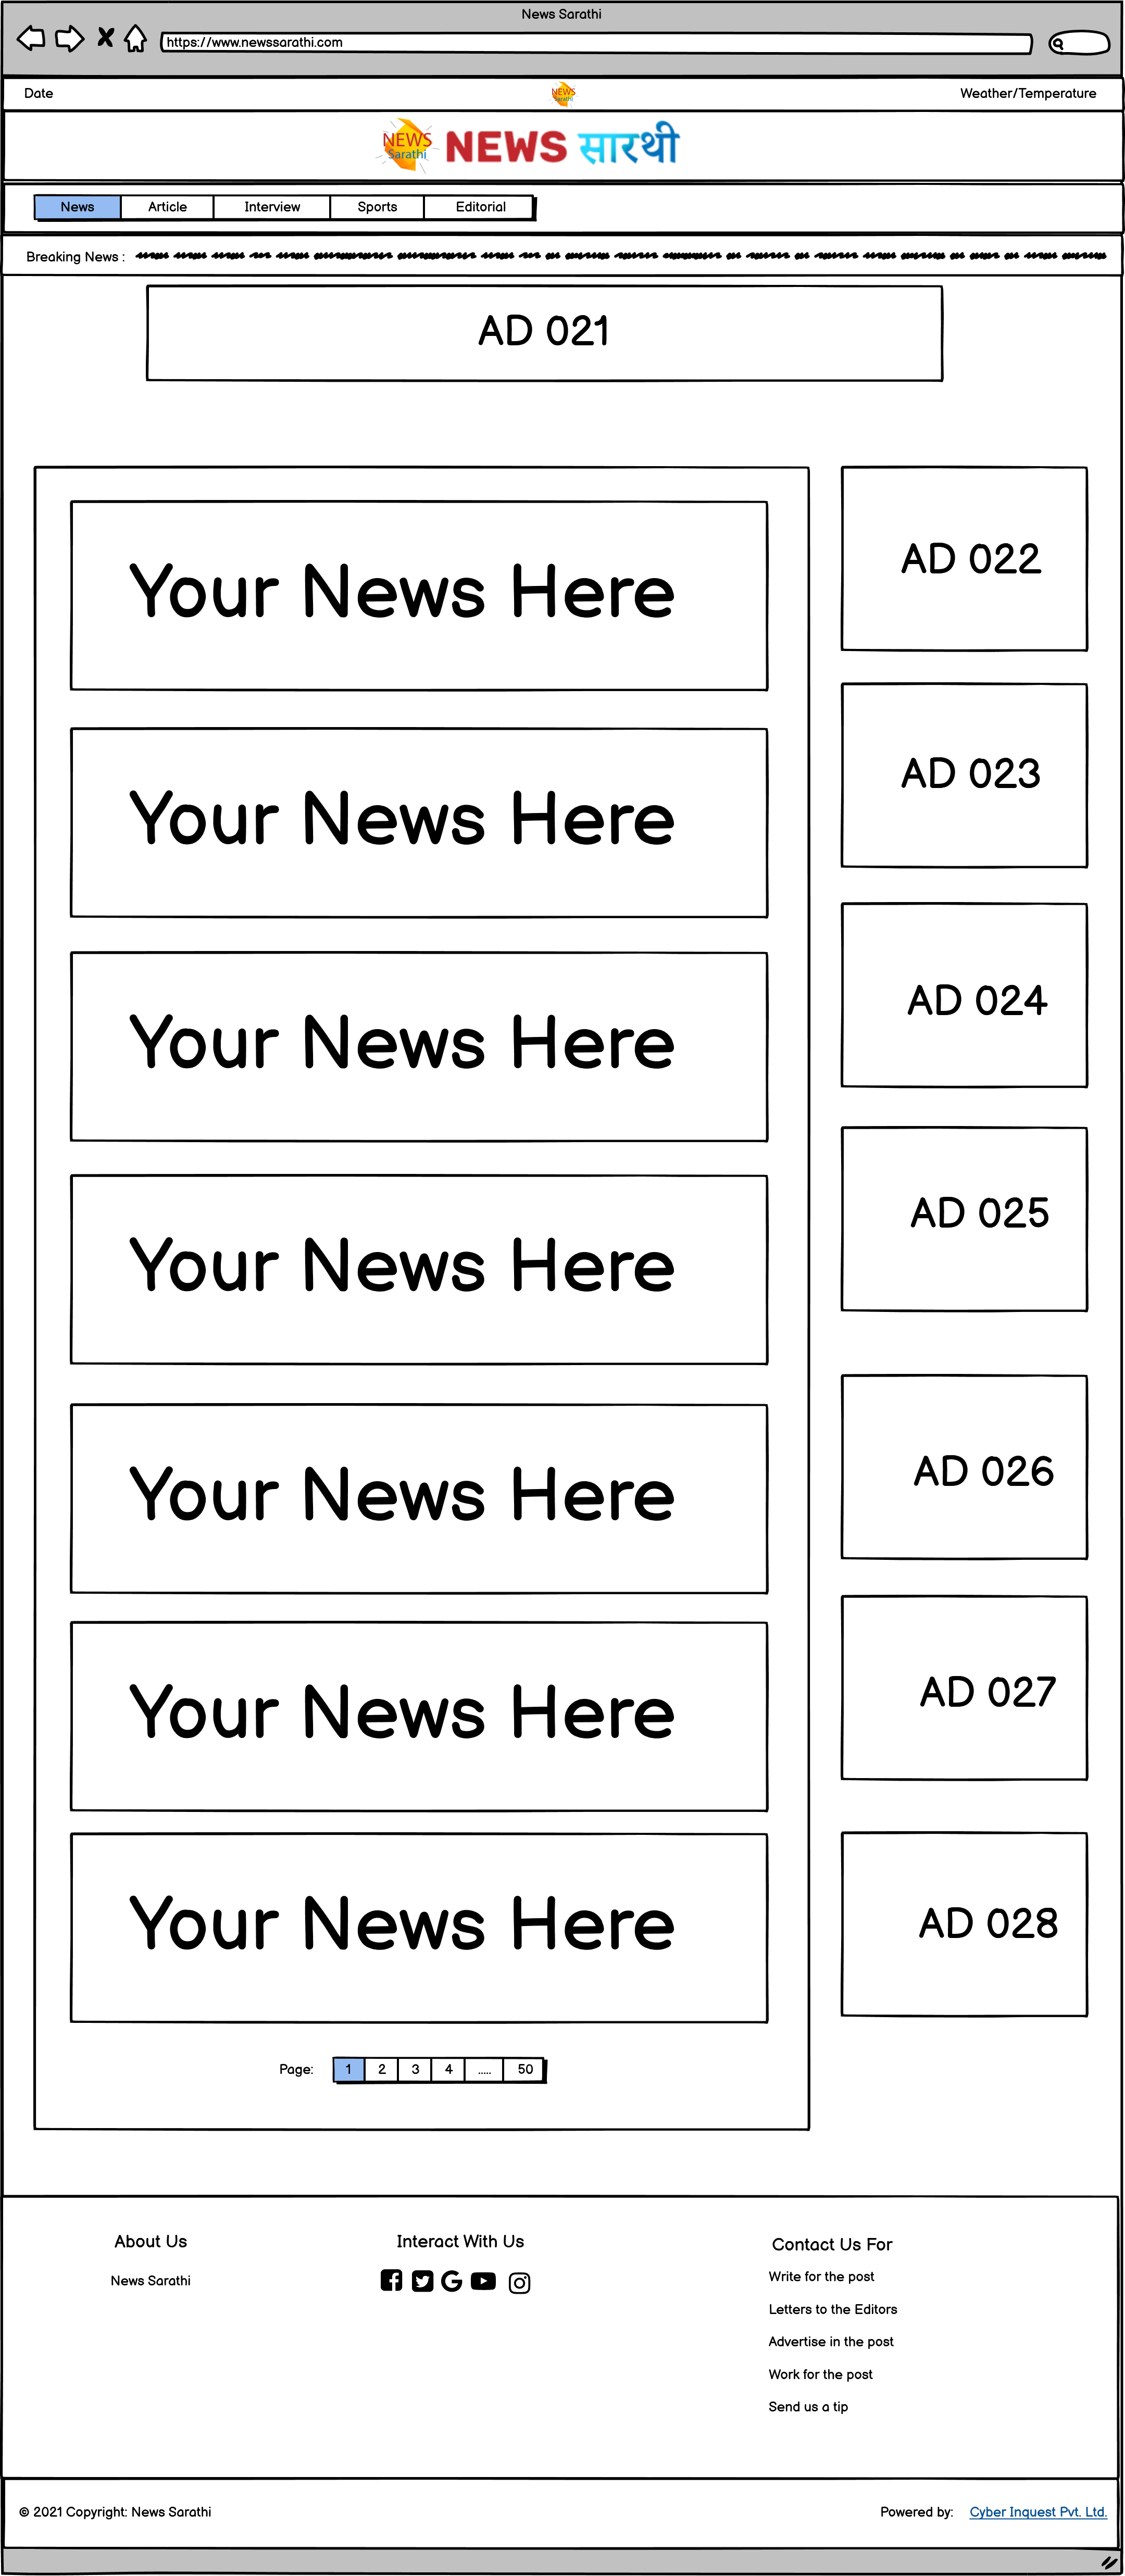 News Sarathi
https://www.newssarathi.com
Date
NEWS
Sarathi
Weather/Temperature
NEWS
Sarathi
NEWS सारथी
News Article Interview Sports Editorial
Breaking News :
AD 021
Your News Here
AD 022
Your News Here
AD 023
Your News Here
AD 024
Your News Here
AD 025
Your News Here
AD 026
Your News Here
AD 027
Your News Here
AD 028
Page: 1 2 3 4 ..... 50
About Us
News Sarathi
Interact With Us
Contact Us For
Write for the post
Letters to the Editors
Advertise in the post
Work for the post
Send us a tip
© 2021 Copyright: News Sarathi
Powered by: Cyber Inquest Pvt. Ltd.